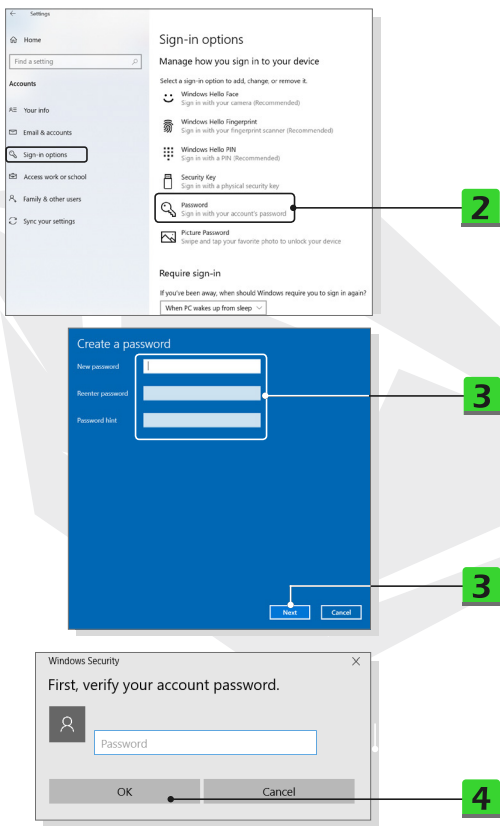 ← Settings
Home
Find a setting
Accounts
Your info
Email & accounts
Sign-in options
Access work or school
Family & other users
Sync your settings
Sign-in options
Manage how you sign in to your device
Select a sign-in option to add, change, or remove it.
Windows Hello Face
Sign in with your camera (Recommended)
Windows Hello Fingerprint
Sign in with your fingerprint scanner (Recommended)
Windows Hello PIN
Sign in with a PIN (Recommended)
Security Key
Sign in with a physical security key
Password
Sign in with your account's password
Picture Password
Swipe and tap your favorite photo to unlock your device
Require sign-in
If you've been away, when should Windows require you to sign in again?
When PC wakes up from sleep
2
Create a password
New password
Reenter password
Password hint
3
Next Cancel
3
Windows Security
First, verify your account password.
Password
OK Cancel
4